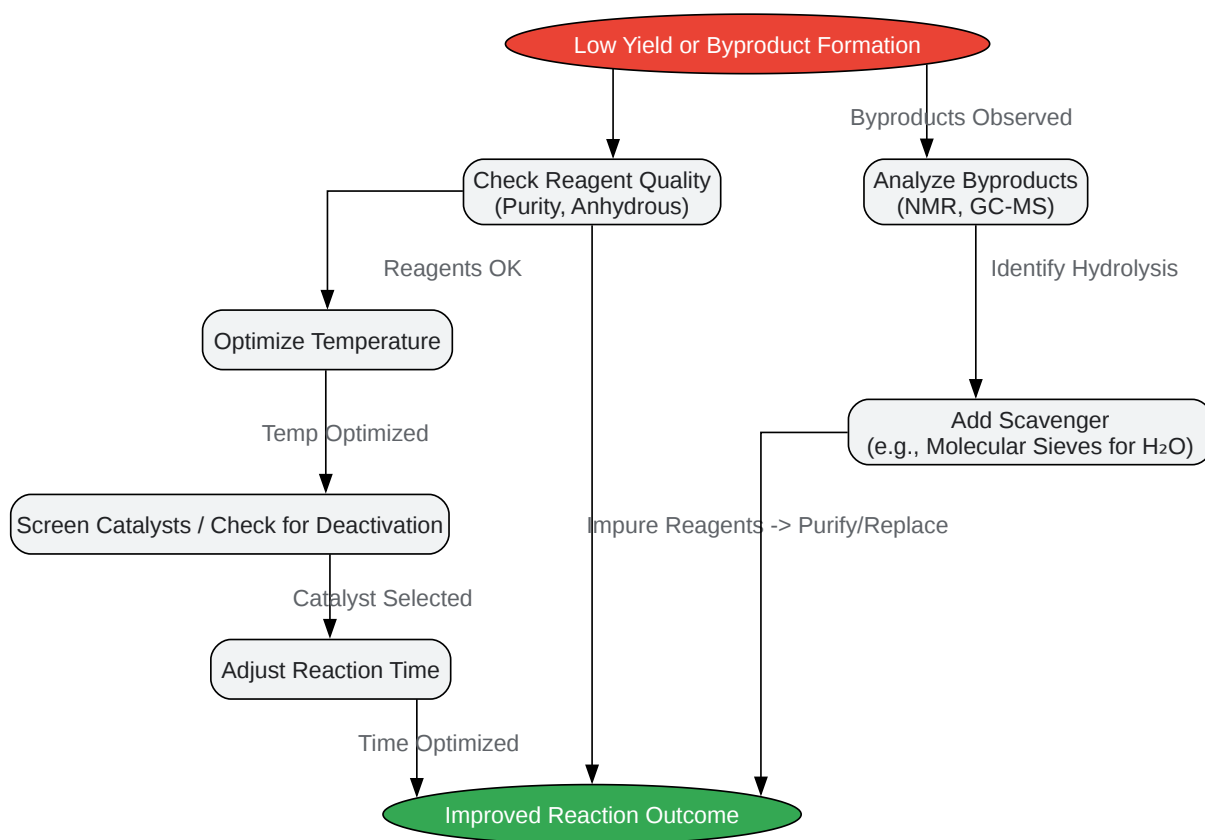 Low Yield or Byproduct Formation
Byproducts Observed
Check Reagent Quality
(Purity, Anhydrous)
Analyze Byproducts
(NMR, GC-MS)
Reagents OK
Identify Hydrolysis
Optimize Temperature
Temp Optimized
Add Scavenger
(e.g., Molecular Sieves for H₂O)
Screen Catalysts / Check for Deactivation
Impure Reagents -> Purify/Replace
Catalyst Selected
Adjust Reaction Time
Time Optimized
Improved Reaction Outcome